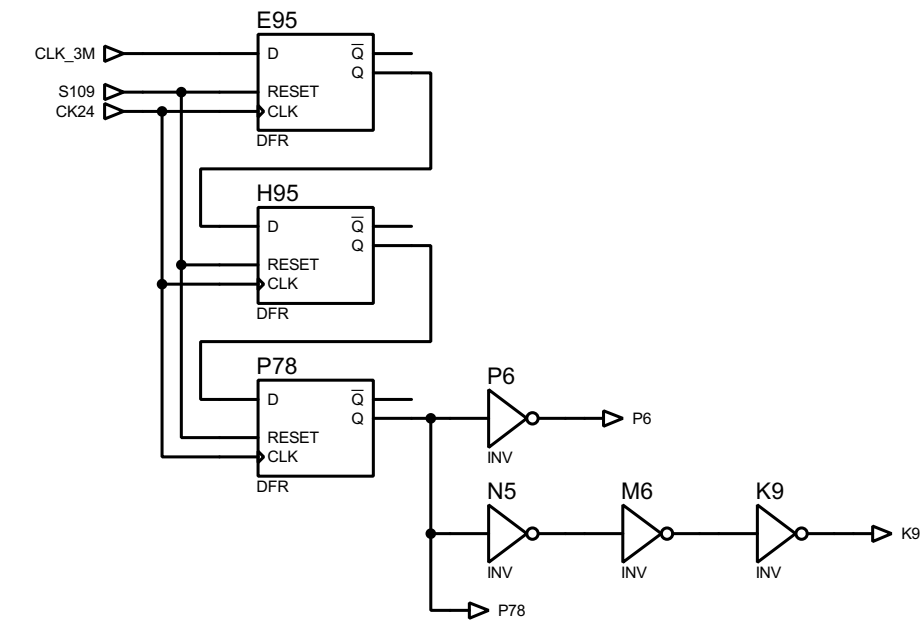 E95
CLK_3M D Q̅
Q
S109 RESET
CK24 CLK
DFR
H95
D Q̅
Q
RESET
CLK
DFR
P78
D Q̅
Q
RESET
CLK
DFR
P6
P6
INV
N5 M6 K9
K9
INV INV INV
P78